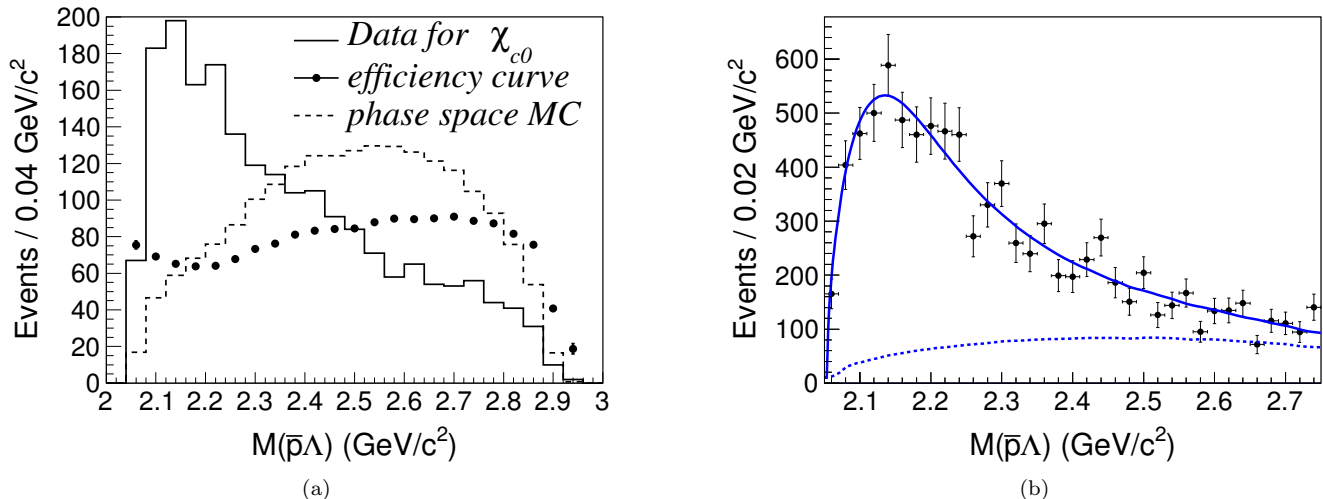 200
180
160
140
120
100
80
60
40
20
0
Events / 0.04 GeV/c²
Data for χc0
efficiency curve
phase space MC
2 2.1 2.2 2.3 2.4 2.5 2.6 2.7 2.8 2.9 3
M(p̅Λ) (GeV/c²)
(a)
600
500
400
300
200
100
0
Events / 0.02 GeV/c²
2.1 2.2 2.3 2.4 2.5 2.6 2.7
M(p̅Λ) (GeV/c²)
(b)